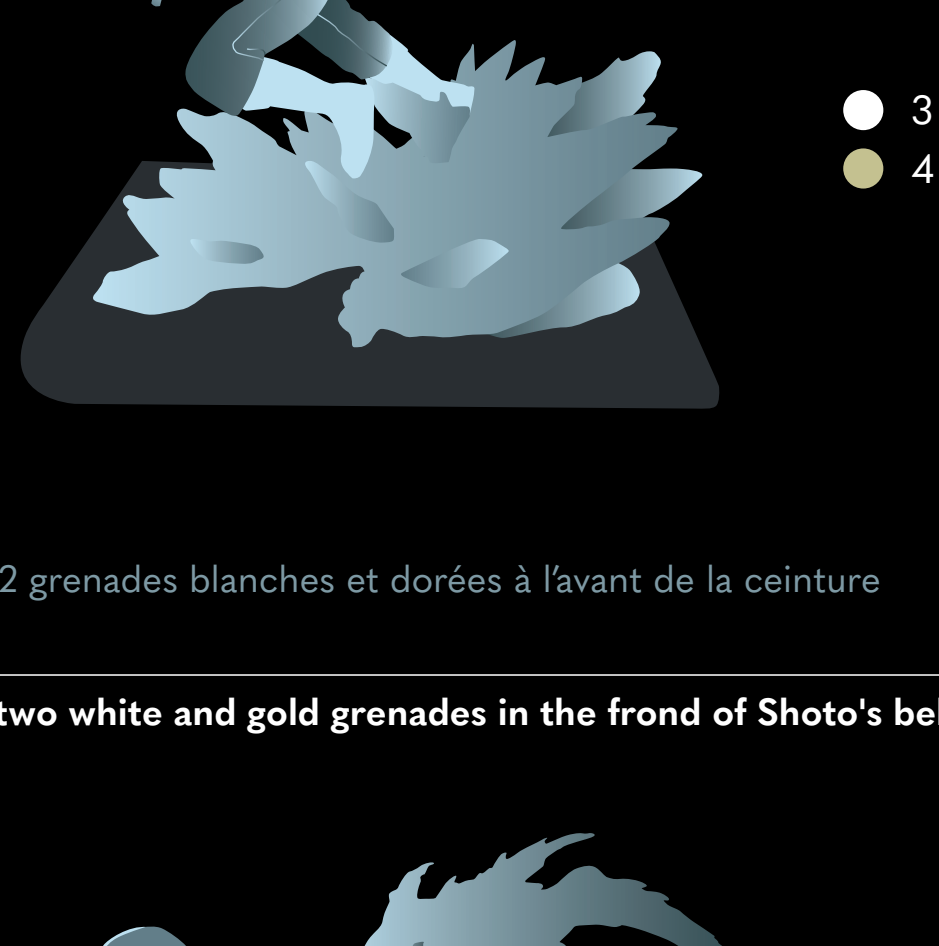 3
4
2 grenades blanches et dorées à l’avant de la ceinture
two white and gold grenades in the frond of Shoto's